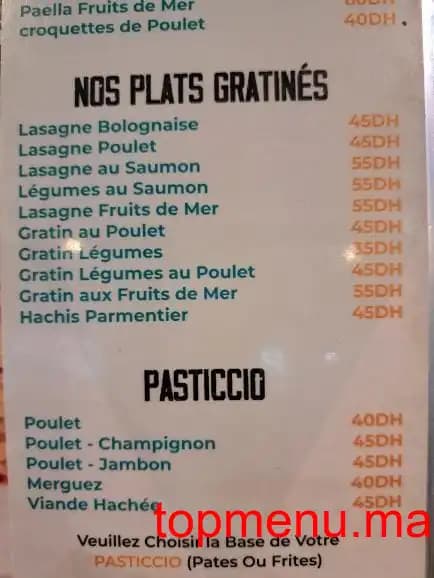 Paella Fruits de Mer 60DH
croquettes de Poulet 40DH
NOS PLATS GRATINÉS
Lasagne Bolognaise 45DH
Lasagne Poulet 45DH
Lasagne au Saumon 55DH
Légumes au Saumon 55DH
Lasagne Fruits de Mer 55DH
Gratin au Poulet 45DH
Gratin Légumes 35DH
Gratin Légumes au Poulet 45DH
Gratin aux Fruits de Mer 55DH
Hachis Parmentier 45DH
PASTICCIO
Poulet 40DH
Poulet - Champignon 45DH
Poulet - Jambon 45DH
Merguez 40DH
Viande Hachée 45DH
topmenu.ma
Veuillez Choisir la Base de Votre
PASTICCIO (Pates Ou Frites)